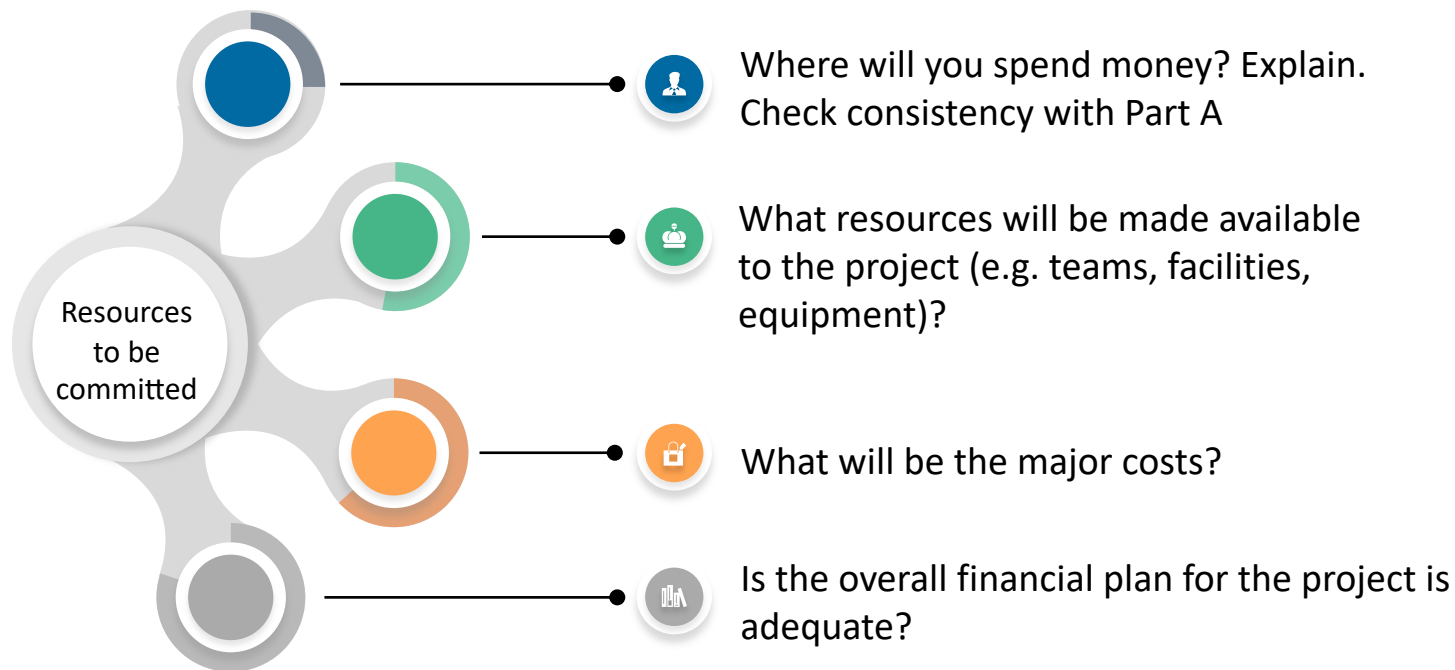 Resources
to be
committed
Where will you spend money? Explain.
Check consistency with Part A
What resources will be made available
to the project (e.g. teams, facilities,
equipment)?
What will be the major costs?
Is the overall financial plan for the project is
adequate?